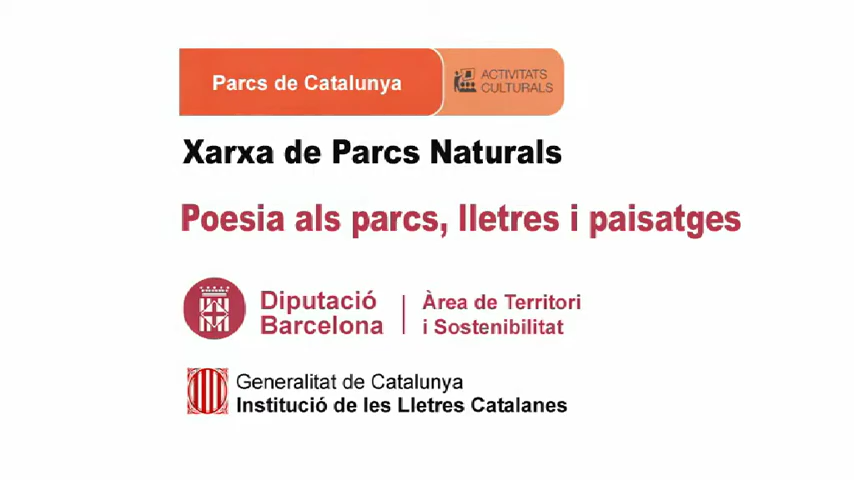 Parcs de Catalunya
ACTIVITATS
CULTURALS
Xarxa de Parcs Naturals
Poesia als parcs, lletres i paisatges
Diputació
Barcelona
Àrea de Territori
i Sostenibilitat
Generalitat de Catalunya
Institució de les Lletres Catalanes